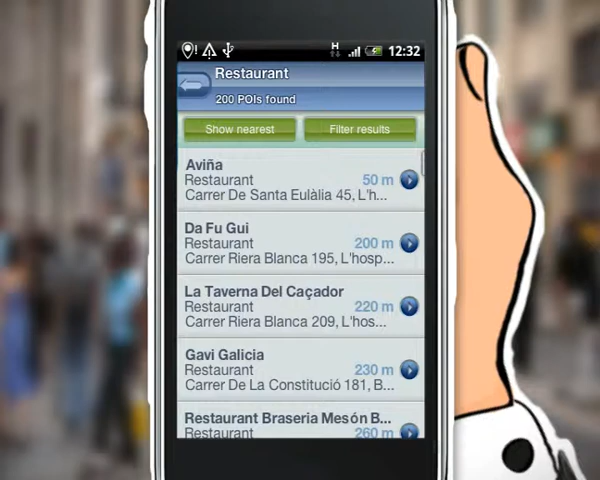 H
12:32
Restaurant
200 POIs found
Show nearest
Filter results
Aviña
Restaurant
50 m
Carrer De Santa Eulàlia 45, L'h...
Da Fu Gui
Restaurant
200 m
Carrer Riera Blanca 195, L'hosp...
La Taverna Del Caçador
Restaurant
220 m
Carrer Riera Blanca 209, L'hos...
Gavi Galicia
Restaurant
230 m
Carrer De La Constitució 181, B...
Restaurant Braseria Mesón B...
Restaurant
260 m